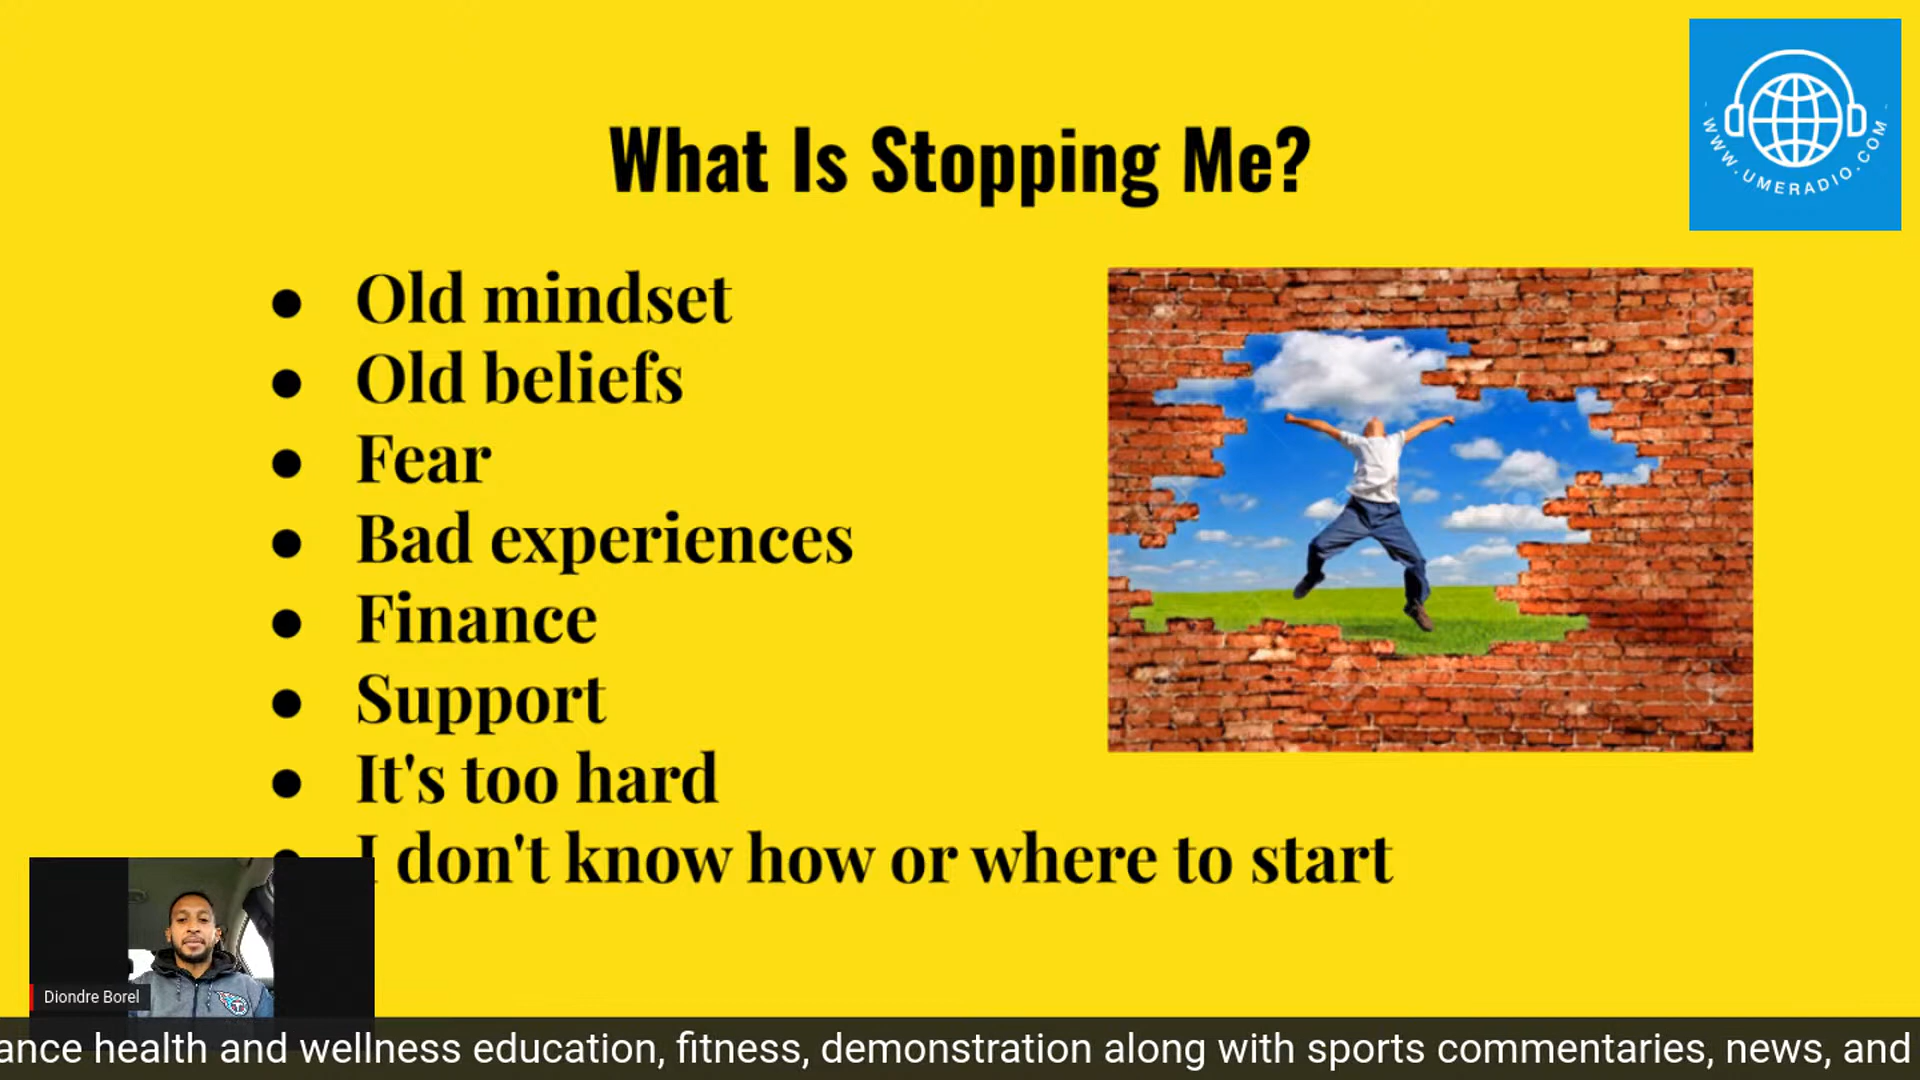 What Is Stopping Me?
WWW.UMERADIO.COM
● Old mindset
● Old beliefs
● Fear
● Bad experiences
● Finance
● Support
● It's too hard
● I don't know how or where to start
Diondre Borel
ance health and wellness education, fitness, demonstration along with sports commentaries, news, and